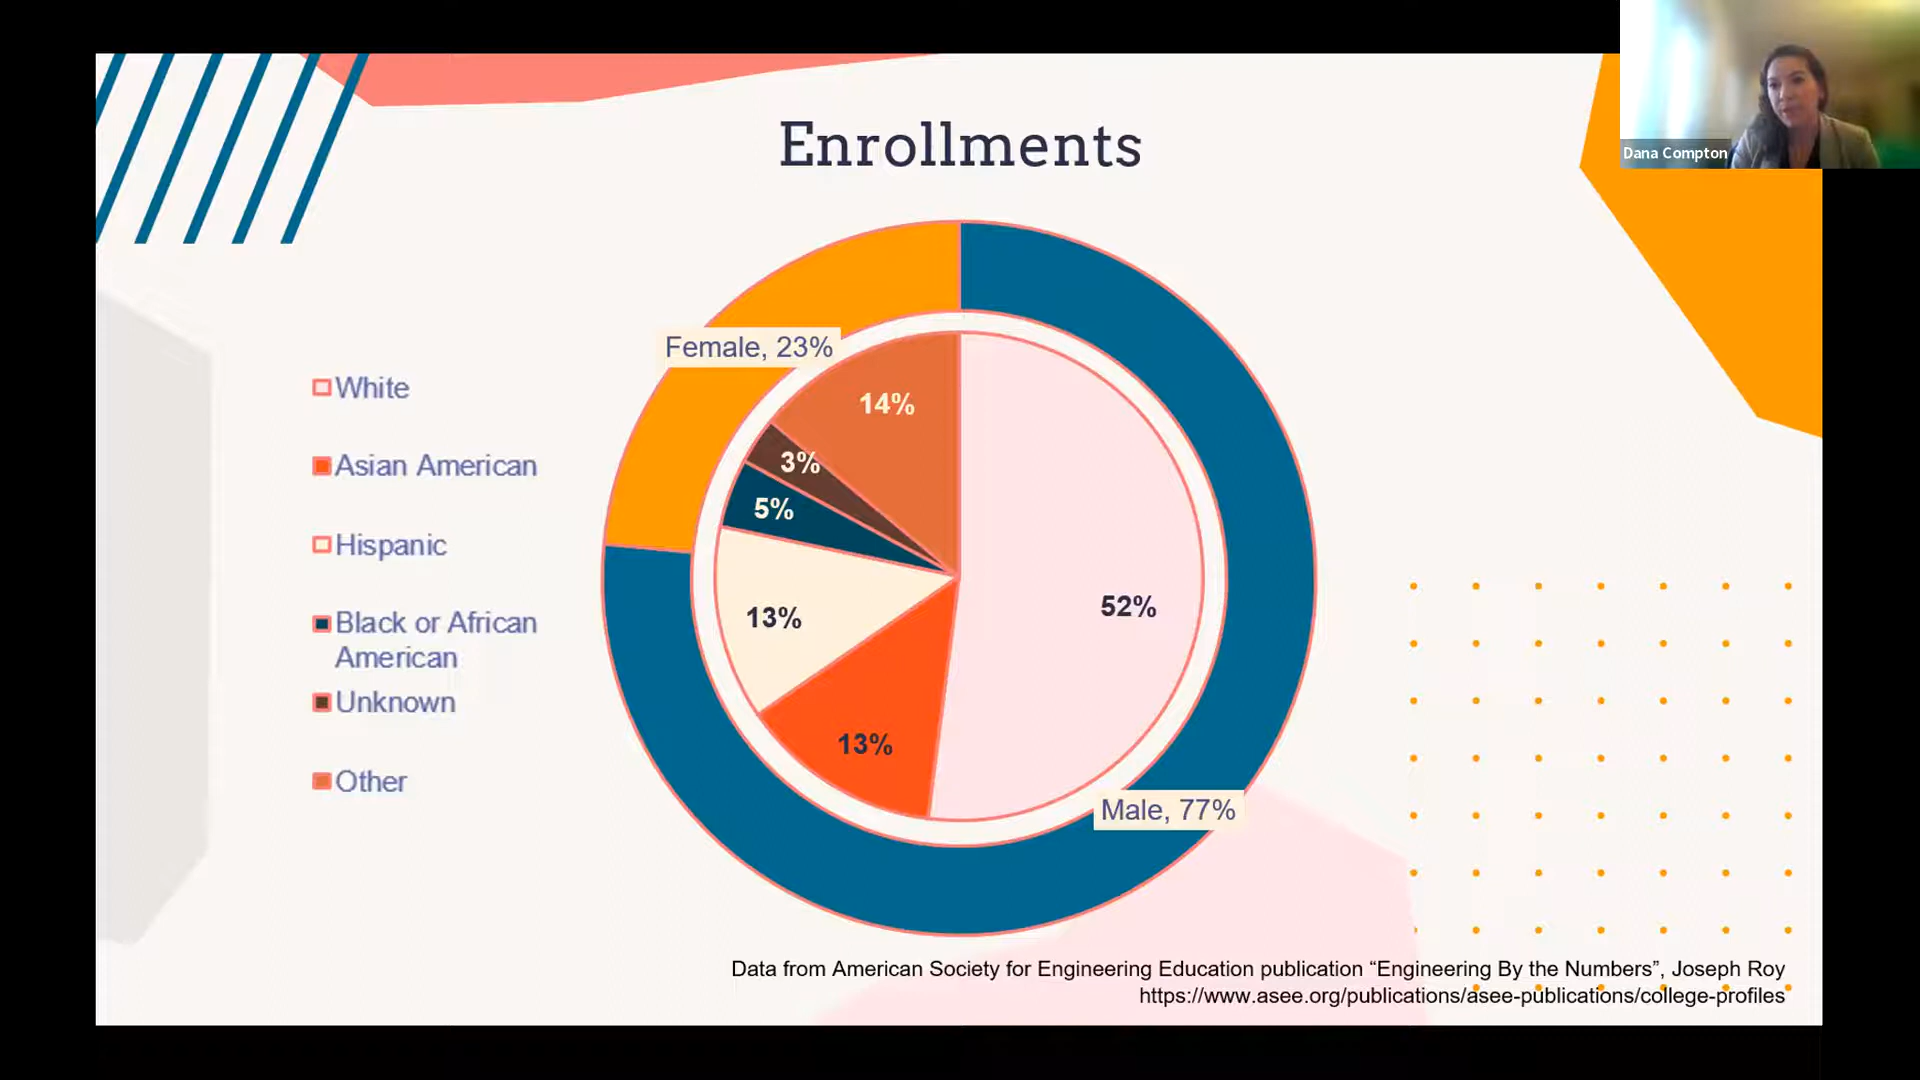 Dana Compton
Enrollments
Female, 23%
White
Asian American
Hispanic
Black or African
American
Unknown
Other
14%
3%
5%
13%
13%
52%
Male, 77%
Data from American Society for Engineering Education publication “Engineering By the Numbers”, Joseph Roy
https://www.asee.org/publications/asee-publications/college-profiles